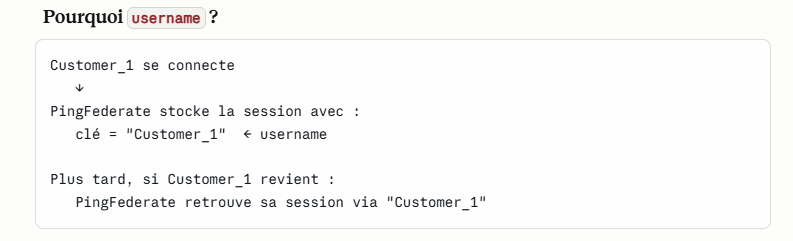 Pourquoi username ?
Customer_1 se connecte
↓
PingFederate stocke la session avec :
clé = "Customer_1" ← username
Plus tard, si Customer_1 revient :
PingFederate retrouve sa session via "Customer_1"